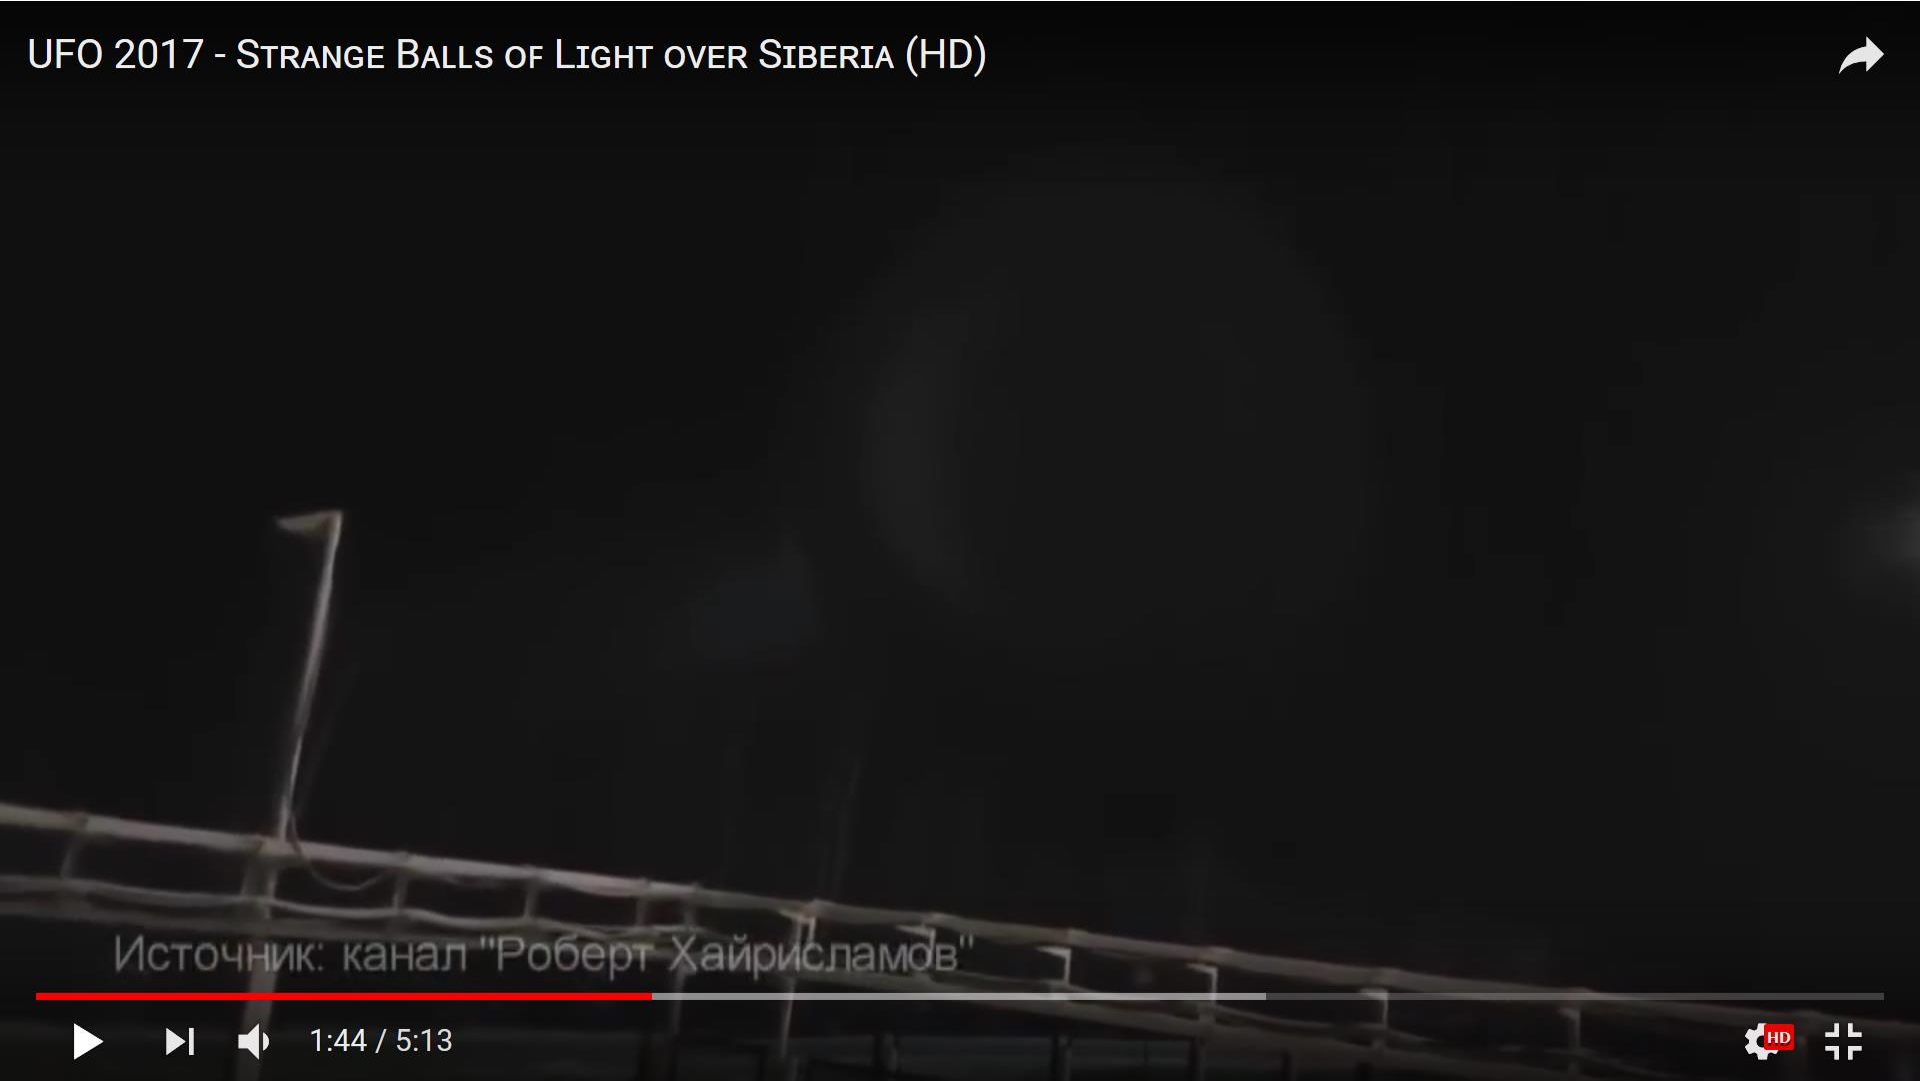 UFO 2017 - Strange Balls of Light over Siberia (HD)
Источник: канал "Роберт Хайрисламов"
1:44 / 5:13
HD